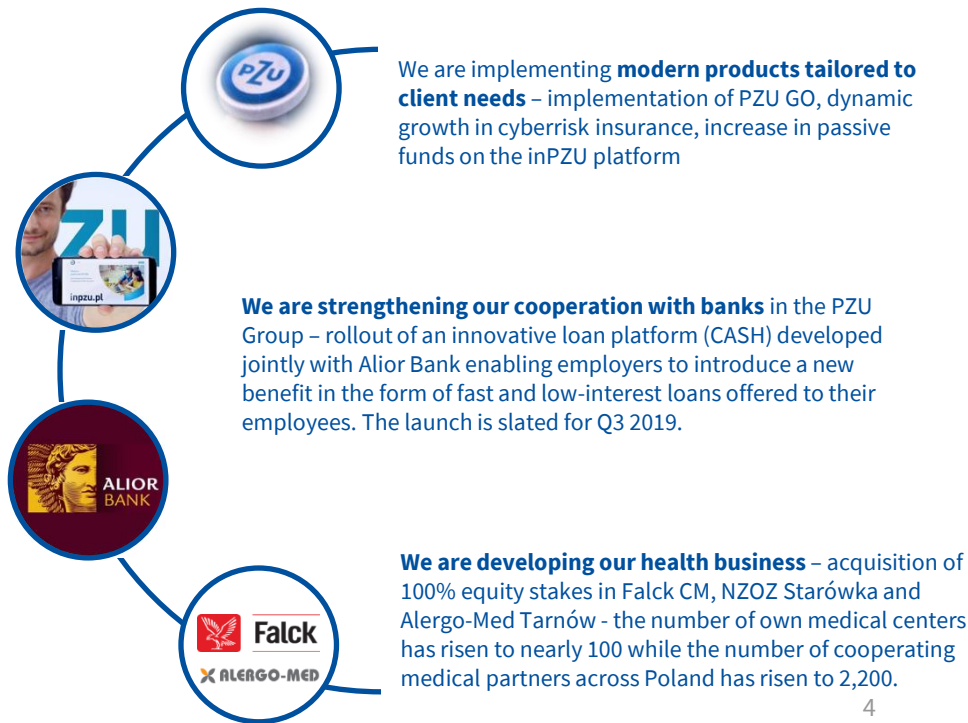 PZU
We are implementing modern products tailored to
client needs – implementation of PZU GO, dynamic
growth in cyberrisk insurance, increase in passive
funds on the inPZU platform
ZU
inpzu.pl
We are strengthening our cooperation with banks in the PZU
Group – rollout of an innovative loan platform (CASH) developed
jointly with Alior Bank enabling employers to introduce a new
benefit in the form of fast and low-interest loans offered to their
employees. The launch is slated for Q3 2019.
ALIOR
BANK
We are developing our health business – acquisition of
100% equity stakes in Falck CM, NZOZ Starówka and
Alergo-Med Tarnów - the number of own medical centers
has risen to nearly 100 while the number of cooperating
medical partners across Poland has risen to 2,200.
Falck
ALERGO-MED
4